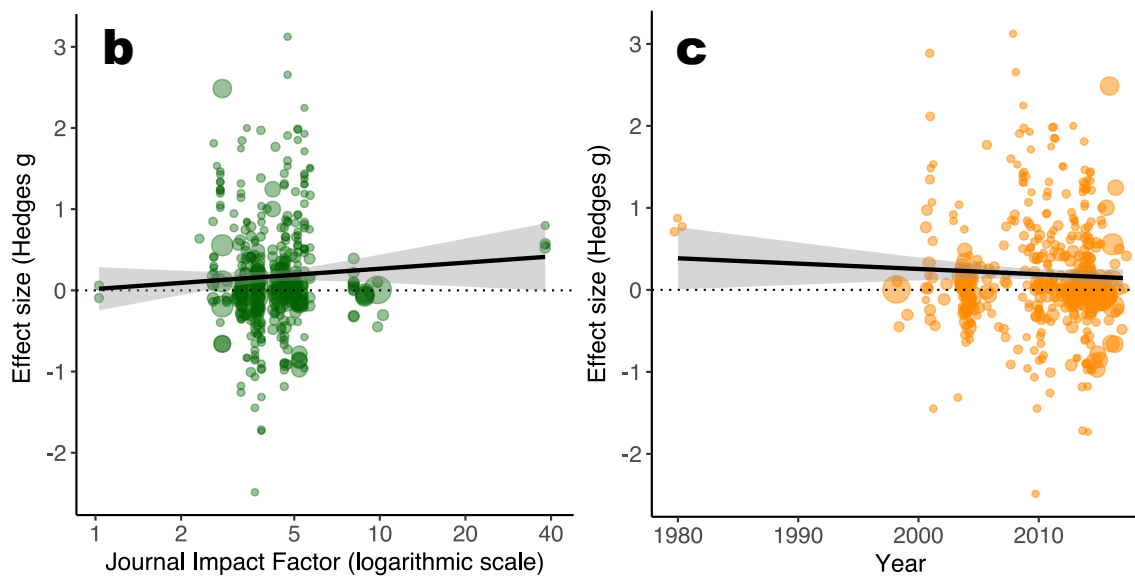 b
Effect size (Hedges g)
3
2
1
0
-1
-2
1 2 5 10 20 40
Journal Impact Factor (logarithmic scale)
c
Effect size (Hedges g)
3
2
1
0
-1
-2
1980 1990 2000 2010
Year